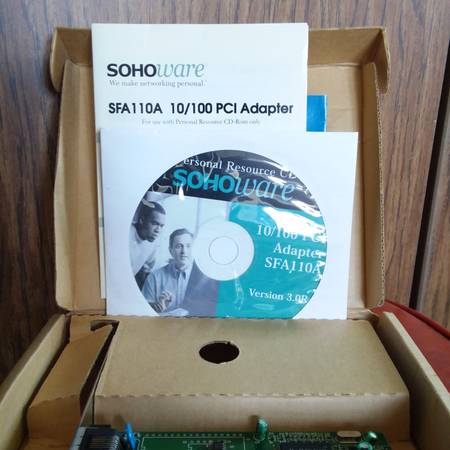 SOHOware
We make networking personal.
SFA110A 10/100 PCI Adapter
For use with Personal Resource CD-Rom only
Personal Resource CD
SOHOware
10/100 PCI
Adapter
SFA110A
Version 3.0R